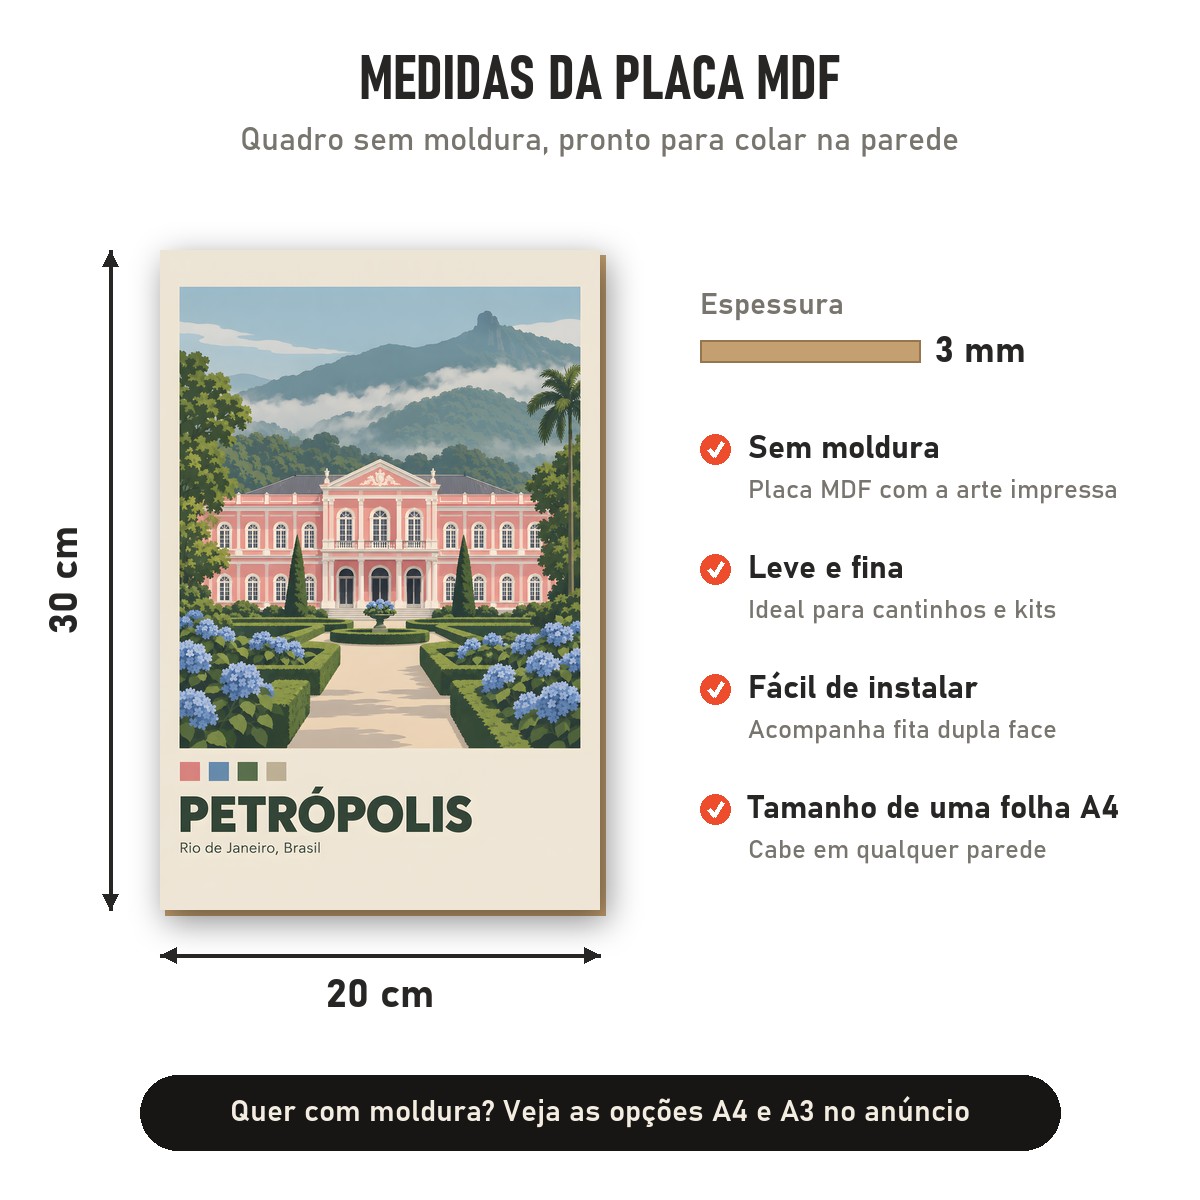 MEDIDAS DA PLACA MDF
Quadro sem moldura, pronto para colar na parede
30 cm
PETRÓPOLIS
Rio de Janeiro, Brasil
20 cm
Espessura
3 mm
Sem moldura
Placa MDF com a arte impressa
Leve e fina
Ideal para cantinhos e kits
Fácil de instalar
Acompanha fita dupla face
Tamanho de uma folha A4
Cabe em qualquer parede
Quer com moldura? Veja as opções A4 e A3 no anúncio